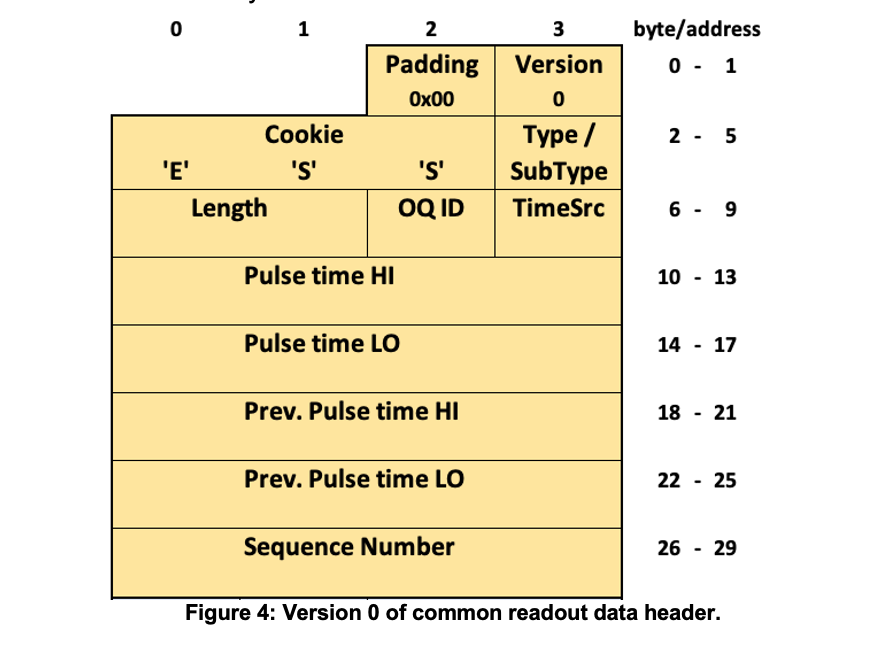 0 1 2 3 byte/address
Padding Version 0 - 1
0x00 0
Cookie Type / 2 - 5
'E' 'S' 'S' SubType
Length OQ ID TimeSrc 6 - 9
Pulse time HI 10 - 13
Pulse time LO 14 - 17
Prev. Pulse time HI 18 - 21
Prev. Pulse time LO 22 - 25
Sequence Number 26 - 29
Figure 4: Version 0 of common readout data header.